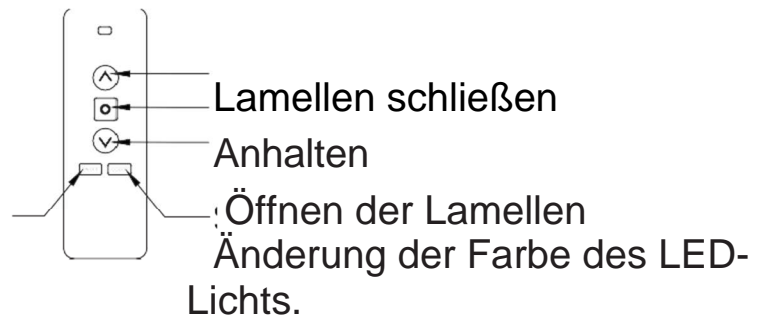 Lamellen schließen
Anhalten
Öffnen der Lamellen
Änderung der Farbe des LED-
Lichts.